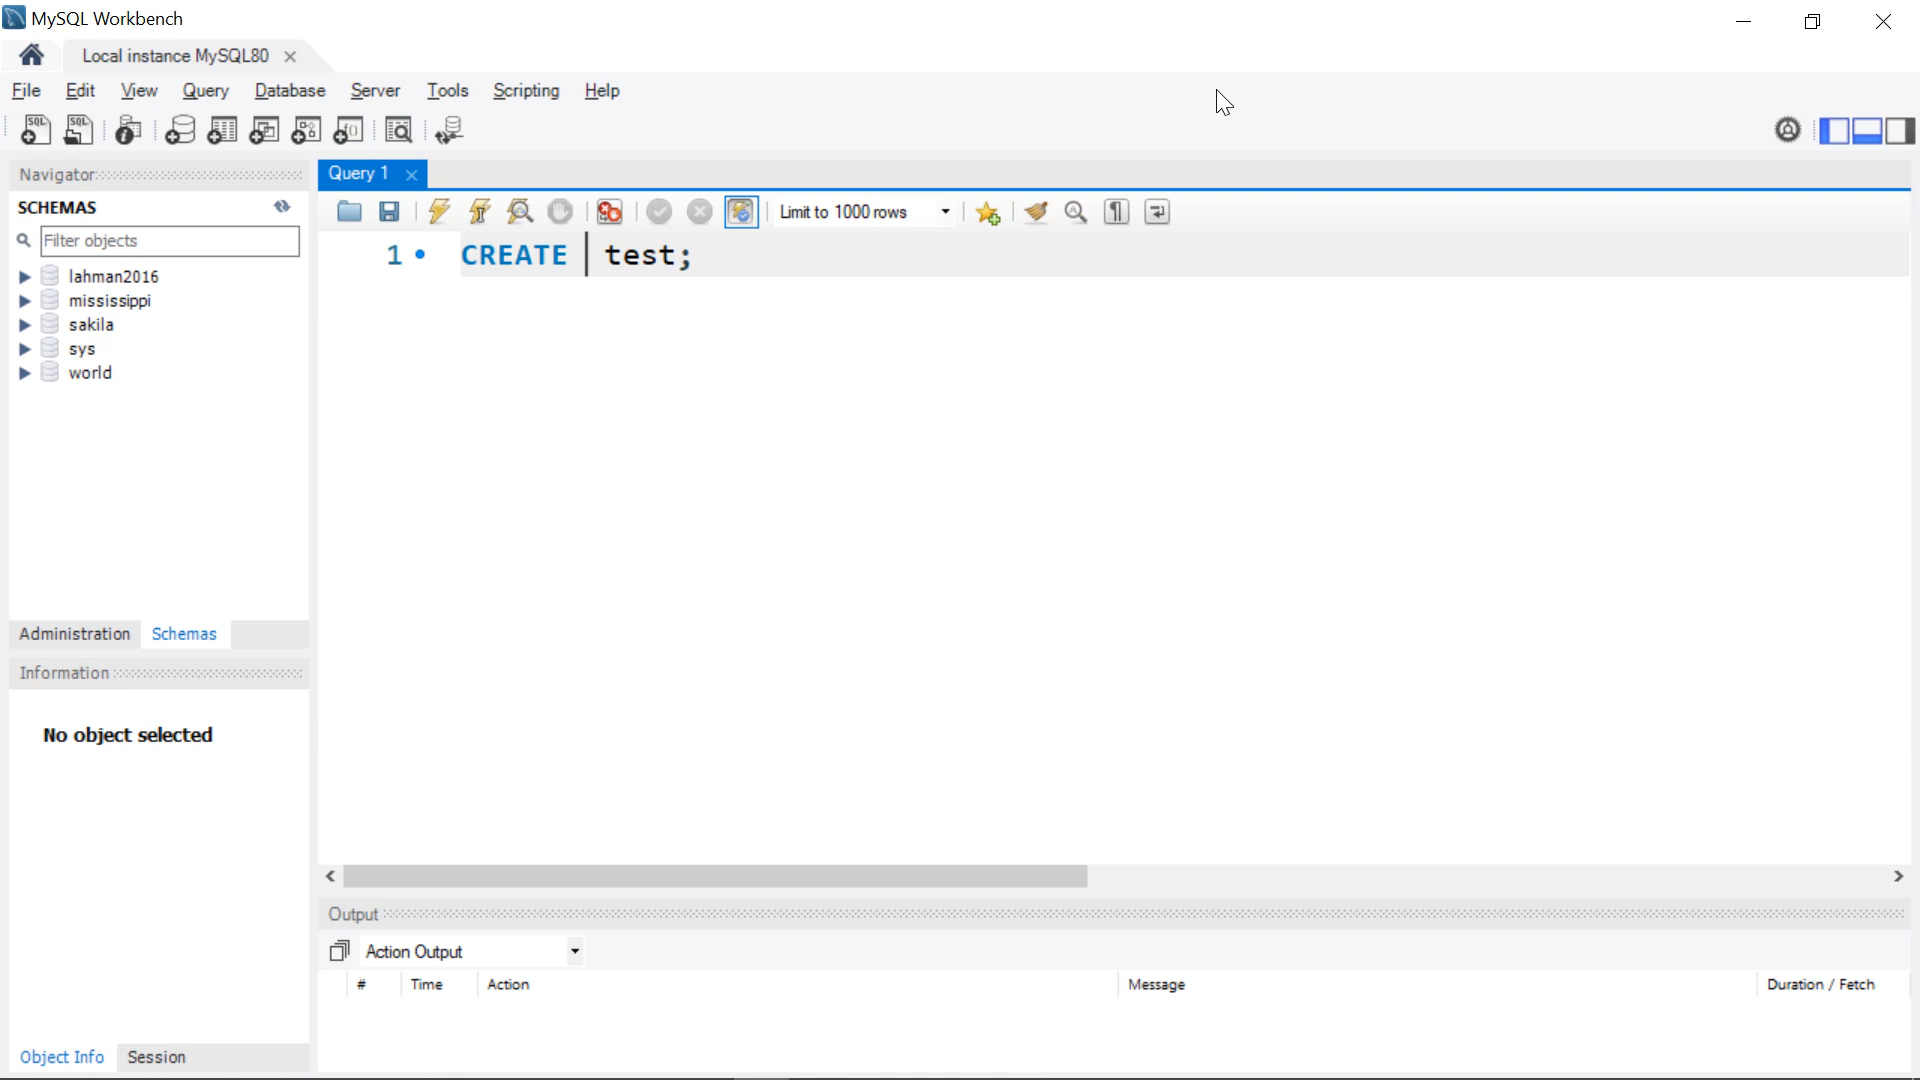 MySQL Workbench
Local instance MySQL80
File Edit View Query Database Server Tools Scripting Help
SQL SQL
Navigator
Query 1
SCHEMAS
Limit to 1000 rows
Filter objects
1 CREATE test;
lahman2016
mississippi
sakila
sys
world
Administration Schemas
Information
No object selected
Output
Action Output
# Time Action Message Duration / Fetch
Object Info Session